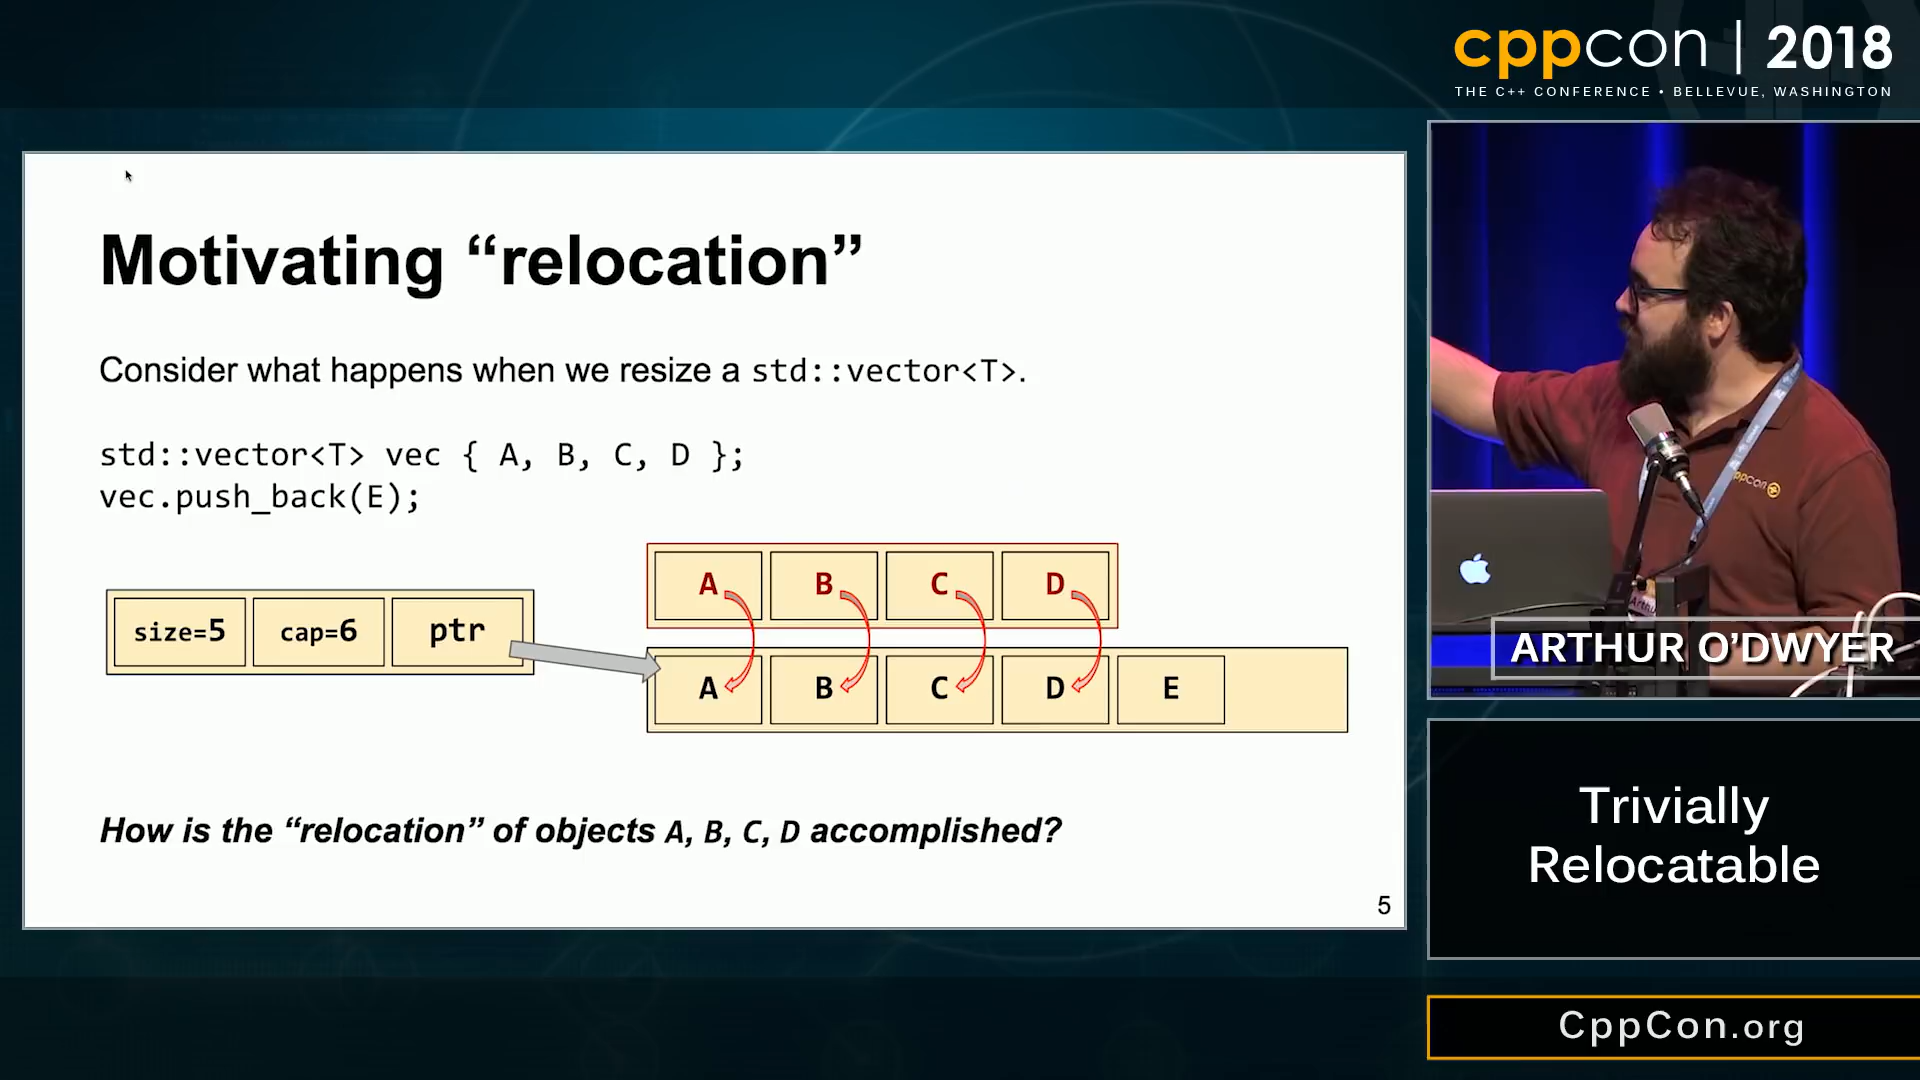 cppcon | 2018
THE C++ CONFERENCE • BELLEVUE, WASHINGTON
Motivating “relocation”
Consider what happens when we resize a std::vector<T>.
std::vector<T> vec { A, B, C, D };
vec.push_back(E);
A B C D
size=5 cap=6 ptr
A B C D E
How is the “relocation” of objects A, B, C, D accomplished?
5
cppcon
Arthur
ARTHUR O’DWYER
Trivially
Relocatable
CppCon.org